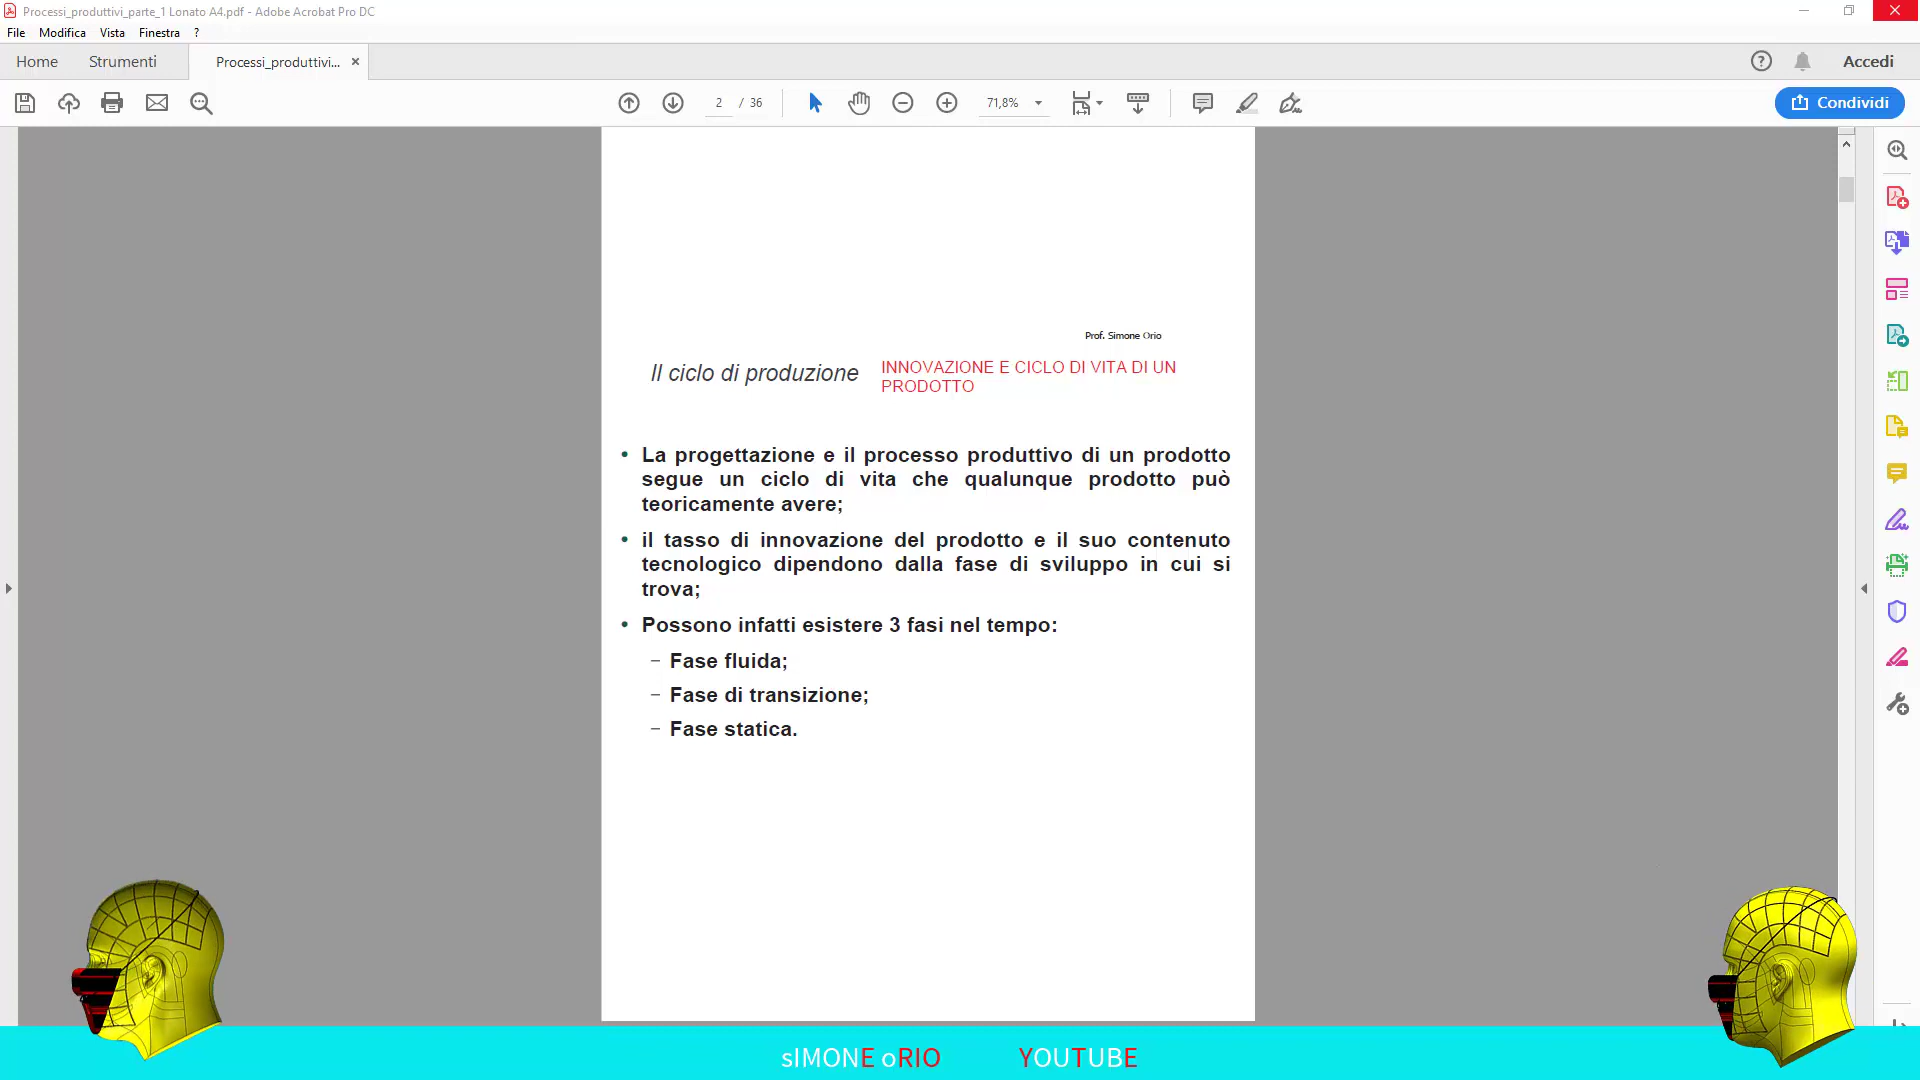 Processi_produttivi_parte_1 Lonato A4.pdf - Adobe Acrobat Pro DC
File Modifica Vista Finestra ?
Home Strumenti Processi_produttivi... × ? Accedi
2 / 36 71,8% Condividi
Prof. Simone Orio
Il ciclo di produzione
INNOVAZIONE E CICLO DI VITA DI UN
PRODOTTO
• La progettazione e il processo produttivo di un prodotto
segue un ciclo di vita che qualunque prodotto può
teoricamente avere;
• il tasso di innovazione del prodotto e il suo contenuto
tecnologico dipendono dalla fase di sviluppo in cui si
trova;
• Possono infatti esistere 3 fasi nel tempo:
– Fase fluida;
– Fase di transizione;
– Fase statica.
sIMONE oRIO YOUTUBE